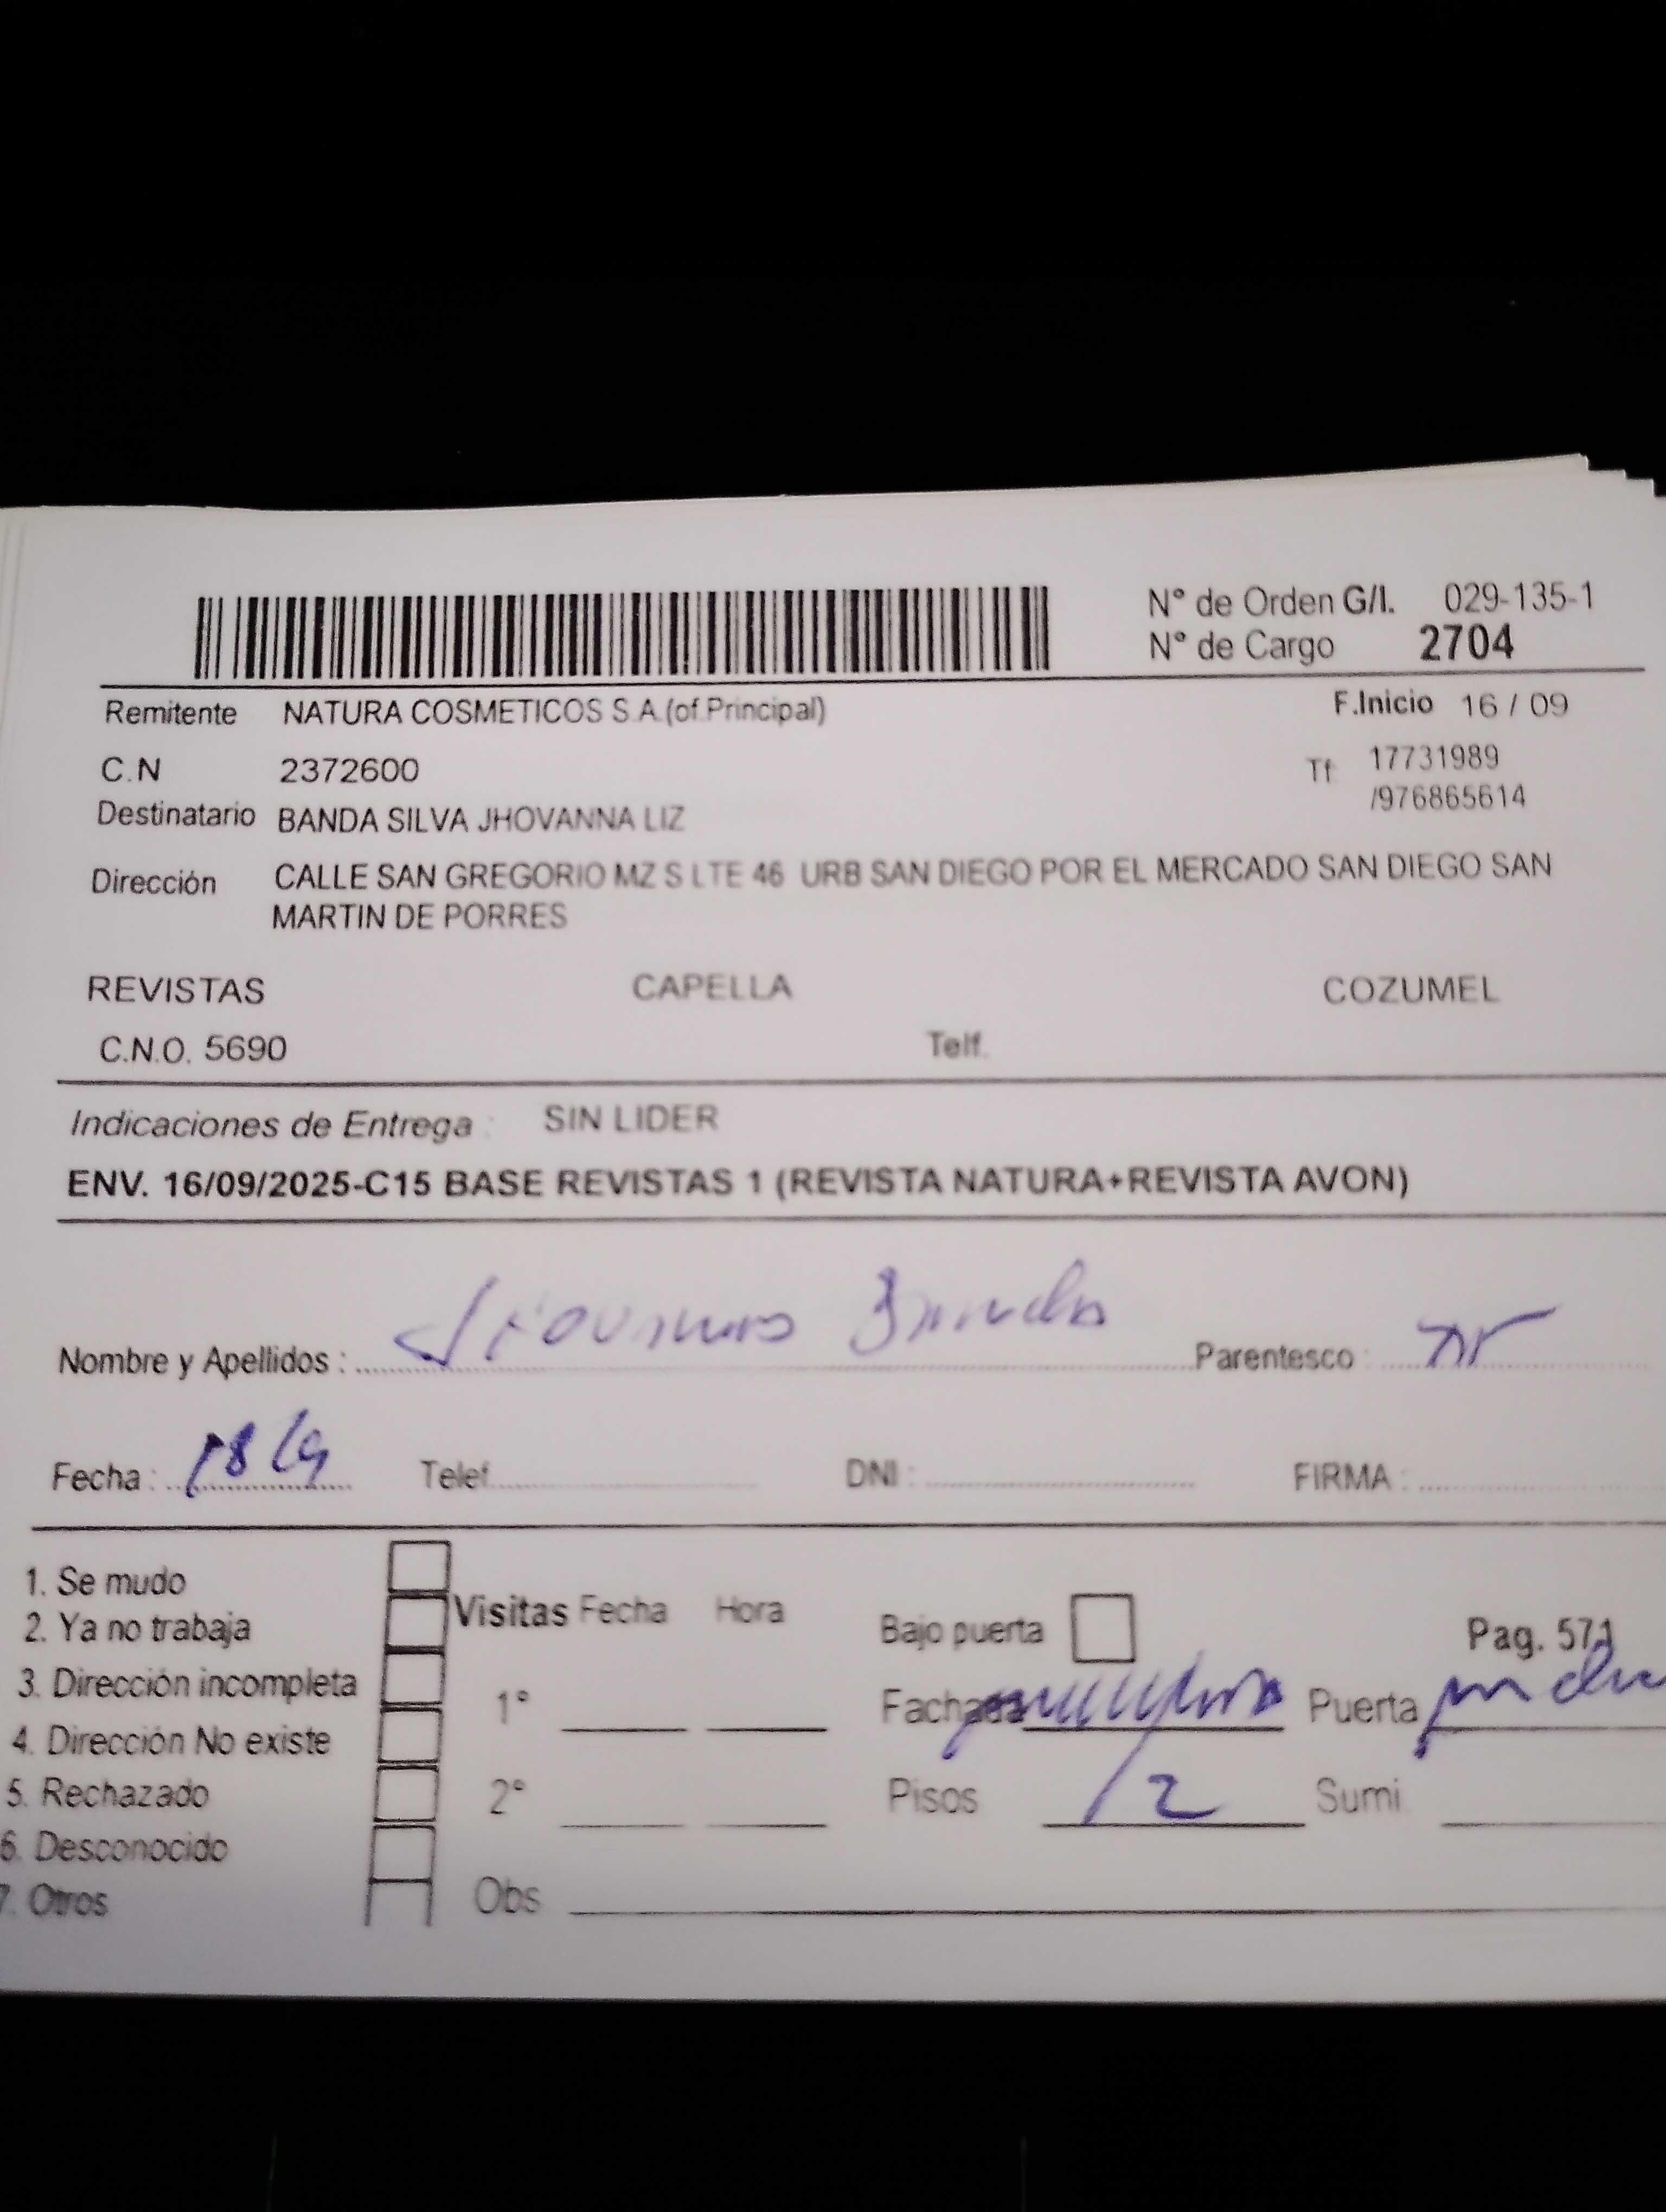 N° de Orden G/I. 029-135-1
N° de Cargo 2704
Remitente NATURA COSMETICOS S.A.(of.Principal) F.Inicio 16 / 09
C.N 2372600 Tf 17731989
/976865614
Destinatario BANDA SILVA JHOVANNA LIZ
Dirección CALLE SAN GREGORIO MZ S LTE 46 URB SAN DIEGO POR EL MERCADO SAN DIEGO SAN
MARTIN DE PORRES
REVISTAS CAPELLA COZUMEL
C.N.O. 5690 Telf.
Indicaciones de Entrega : SIN LIDER
ENV. 16/09/2025-C15 BASE REVISTAS 1 (REVISTA NATURA+REVISTA AVON)
Nombre y Apellidos : Banda Parentesco :
Fecha : 18/9 Telef. DNI : FIRMA :
1. Se mudo
2. Ya no trabaja
3. Dirección incompleta
4. Dirección No existe
5. Rechazado
6. Desconocido
7. Otros
Visitas Fecha Hora
1°
2°
Obs
Bajo puerta Pag. 571
Fachada Puerta
Pisos 2 Sumi